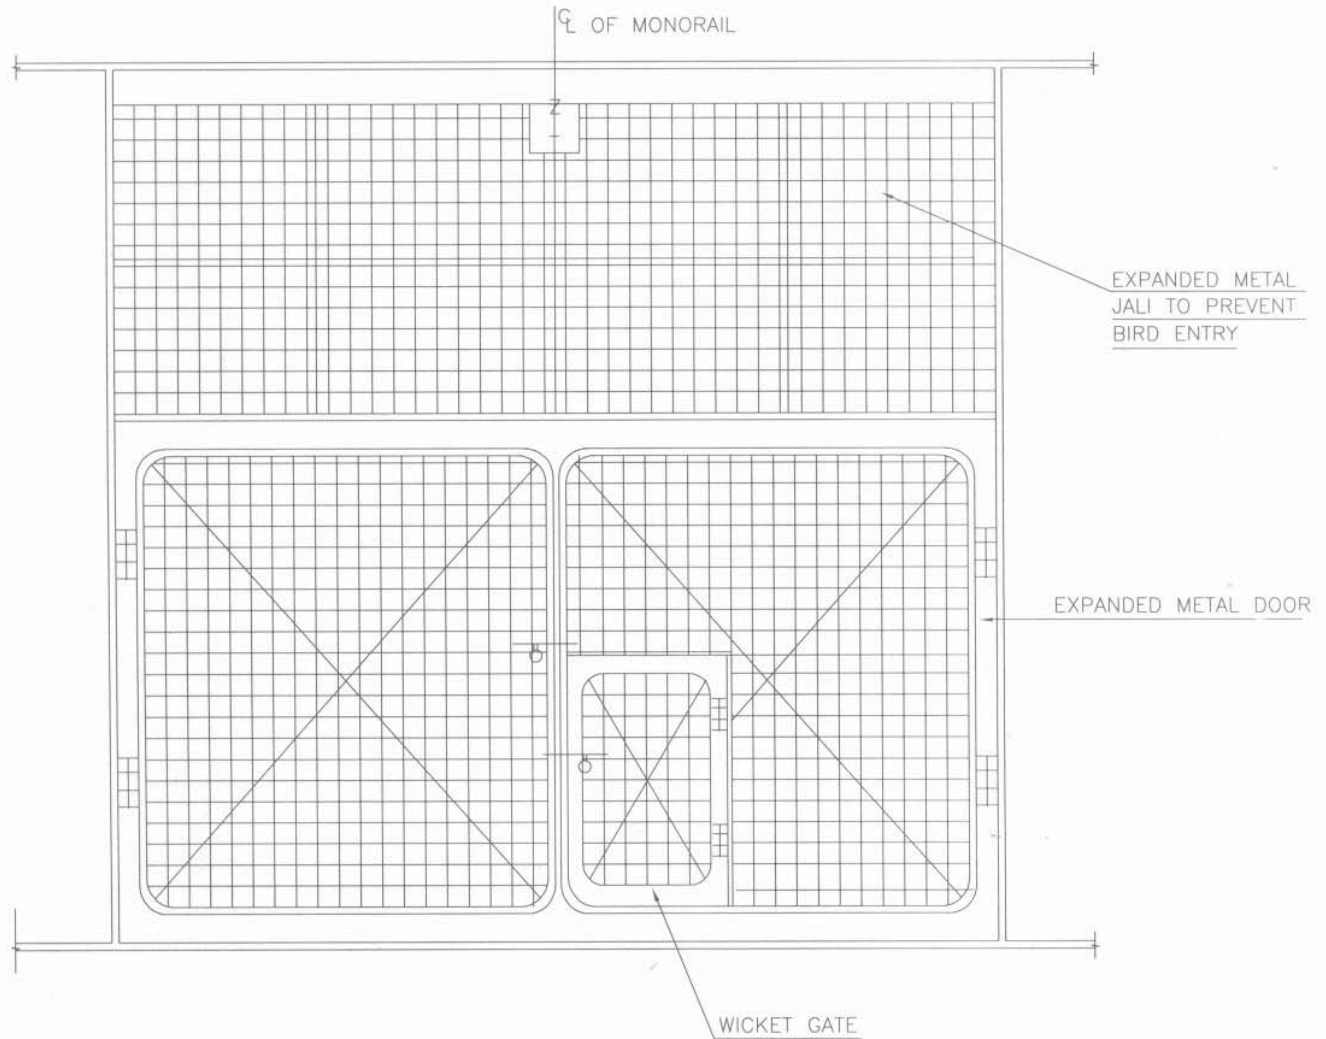 ℄ OF MONORAIL
EXPANDED METAL
JALI TO PREVENT
BIRD ENTRY
EXPANDED METAL DOOR
WICKET GATE